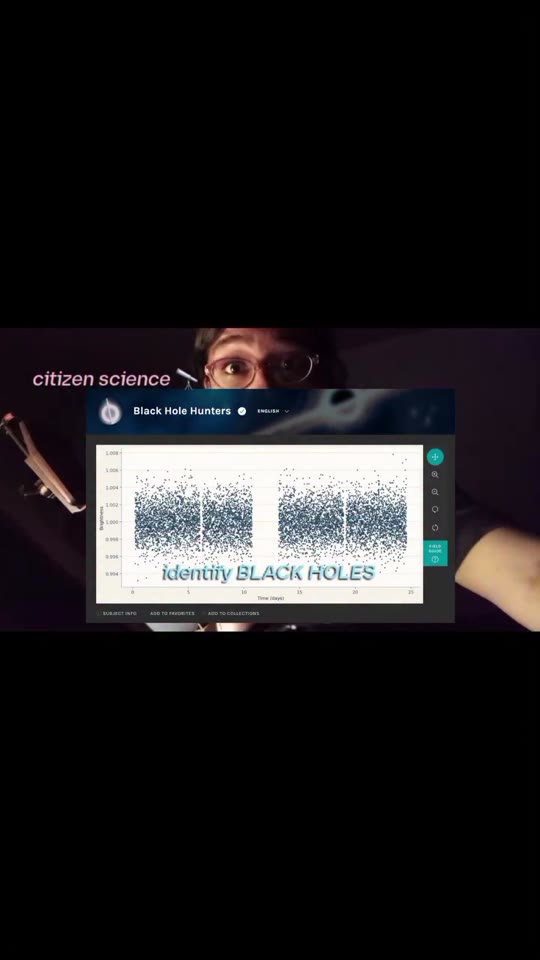 citizen science
Black Hole Hunters
ENGLISH
1.008
1.006
1.004
1.002
1.000
0.998
0.996
0.994
Brightness
FIELD
GUIDE
identify BLACK HOLES
0 5 10 15 20 25
Time (days)
SUBJECT INFO ADD TO FAVORITES ADD TO COLLECTIONS